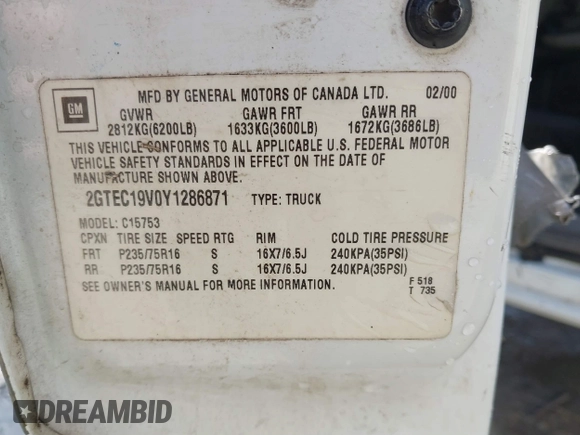 GM
MFD BY GENERAL MOTORS OF CANADA LTD. 02/00
GVWR GAWR FRT GAWR RR
2812KG(6200LB) 1633KG(3600LB) 1672KG(3686LB)
THIS VEHICLE CONFORMS TO ALL APPLICABLE U.S. FEDERAL MOTOR
VEHICLE SAFETY STANDARDS IN EFFECT ON THE DATE OF
MANUFACTURE SHOWN ABOVE.
2GTEC19V0Y1286871 TYPE: TRUCK
MODEL: C15753
CPXN TIRE SIZE SPEED RTG RIM COLD TIRE PRESSURE
FRT P235/75R16 S 16X7/6.5J 240KPA(35PSI)
RR P235/75R16 S 16X7/6.5J 240KPA(35PSI)
SEE OWNER'S MANUAL FOR MORE INFORMATION.
F 518
T 735
DREAMBID